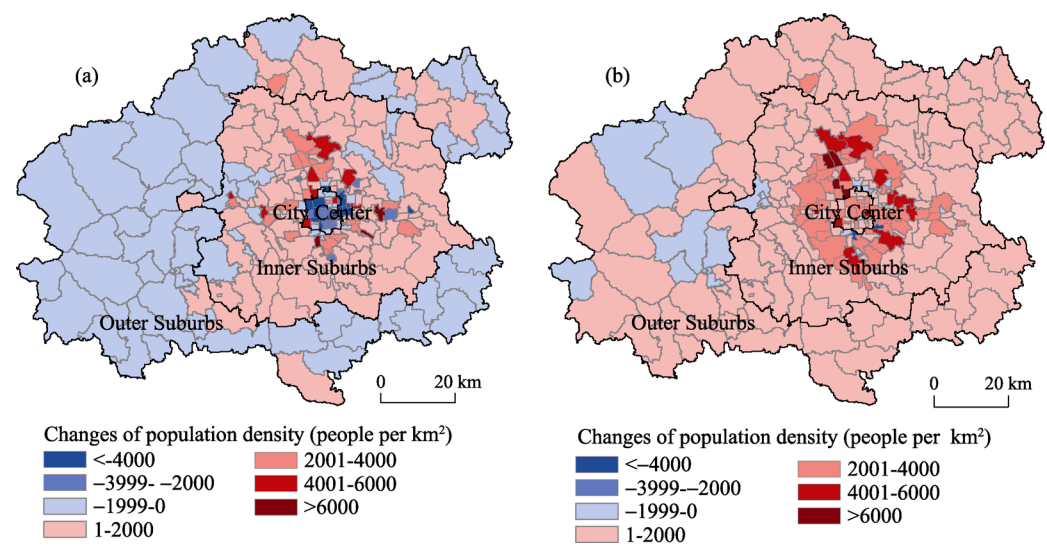 (a)
City Center
Inner Suburbs
Outer Suburbs
0 20 km
Changes of population density (people per km²)
<-4000
−3999- −2000
−1999-0
1-2000
2001-4000
4001-6000
>6000
(b)
City Center
Inner Suburbs
Outer Suburbs
0 20 km
Changes of population density (people per km²)
<−4000
−3999-−2000
−1999-0
1-2000
2001-4000
4001-6000
>6000